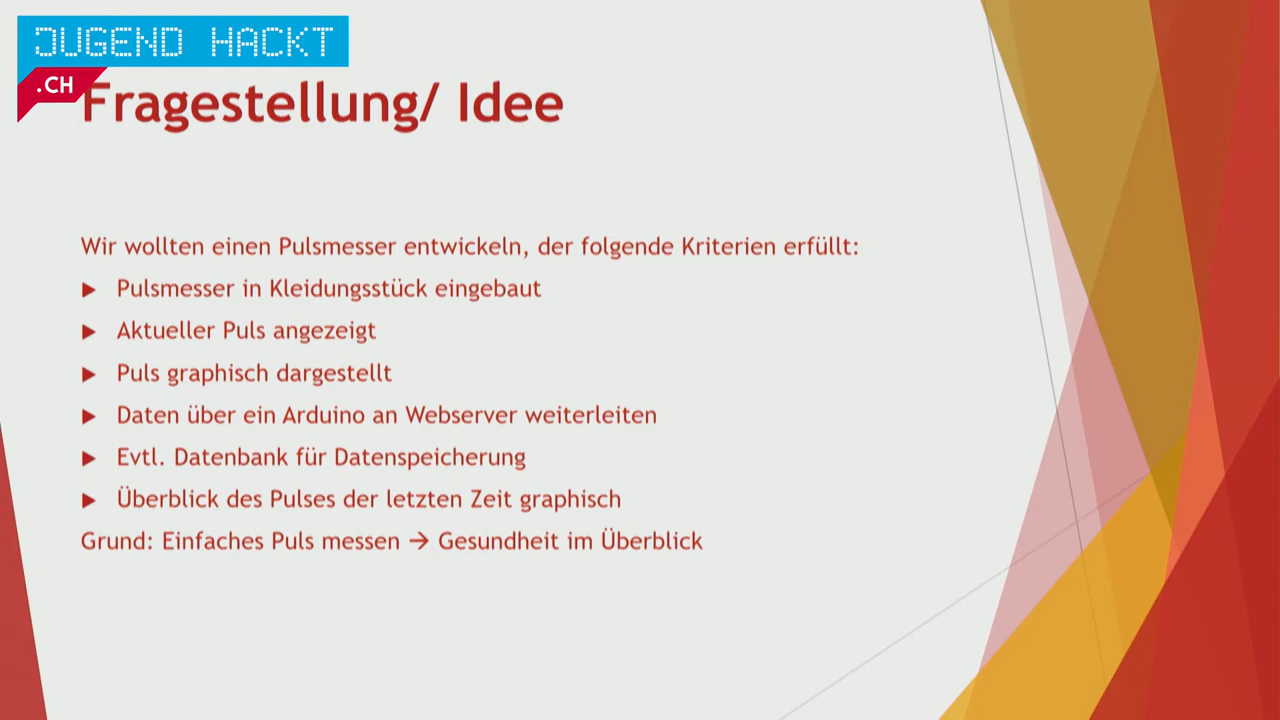 JUGEND HACKT
.CH
Fragestellung/ Idee
Wir wollten einen Pulsmesser entwickeln, der folgende Kriterien erfüllt:
Pulsmesser in Kleidungsstück eingebaut
Aktueller Puls angezeigt
Puls graphisch dargestellt
Daten über ein Arduino an Webserver weiterleiten
Evtl. Datenbank für Datenspeicherung
Überblick des Pulses der letzten Zeit graphisch
Grund: Einfaches Puls messen → Gesundheit im Überblick